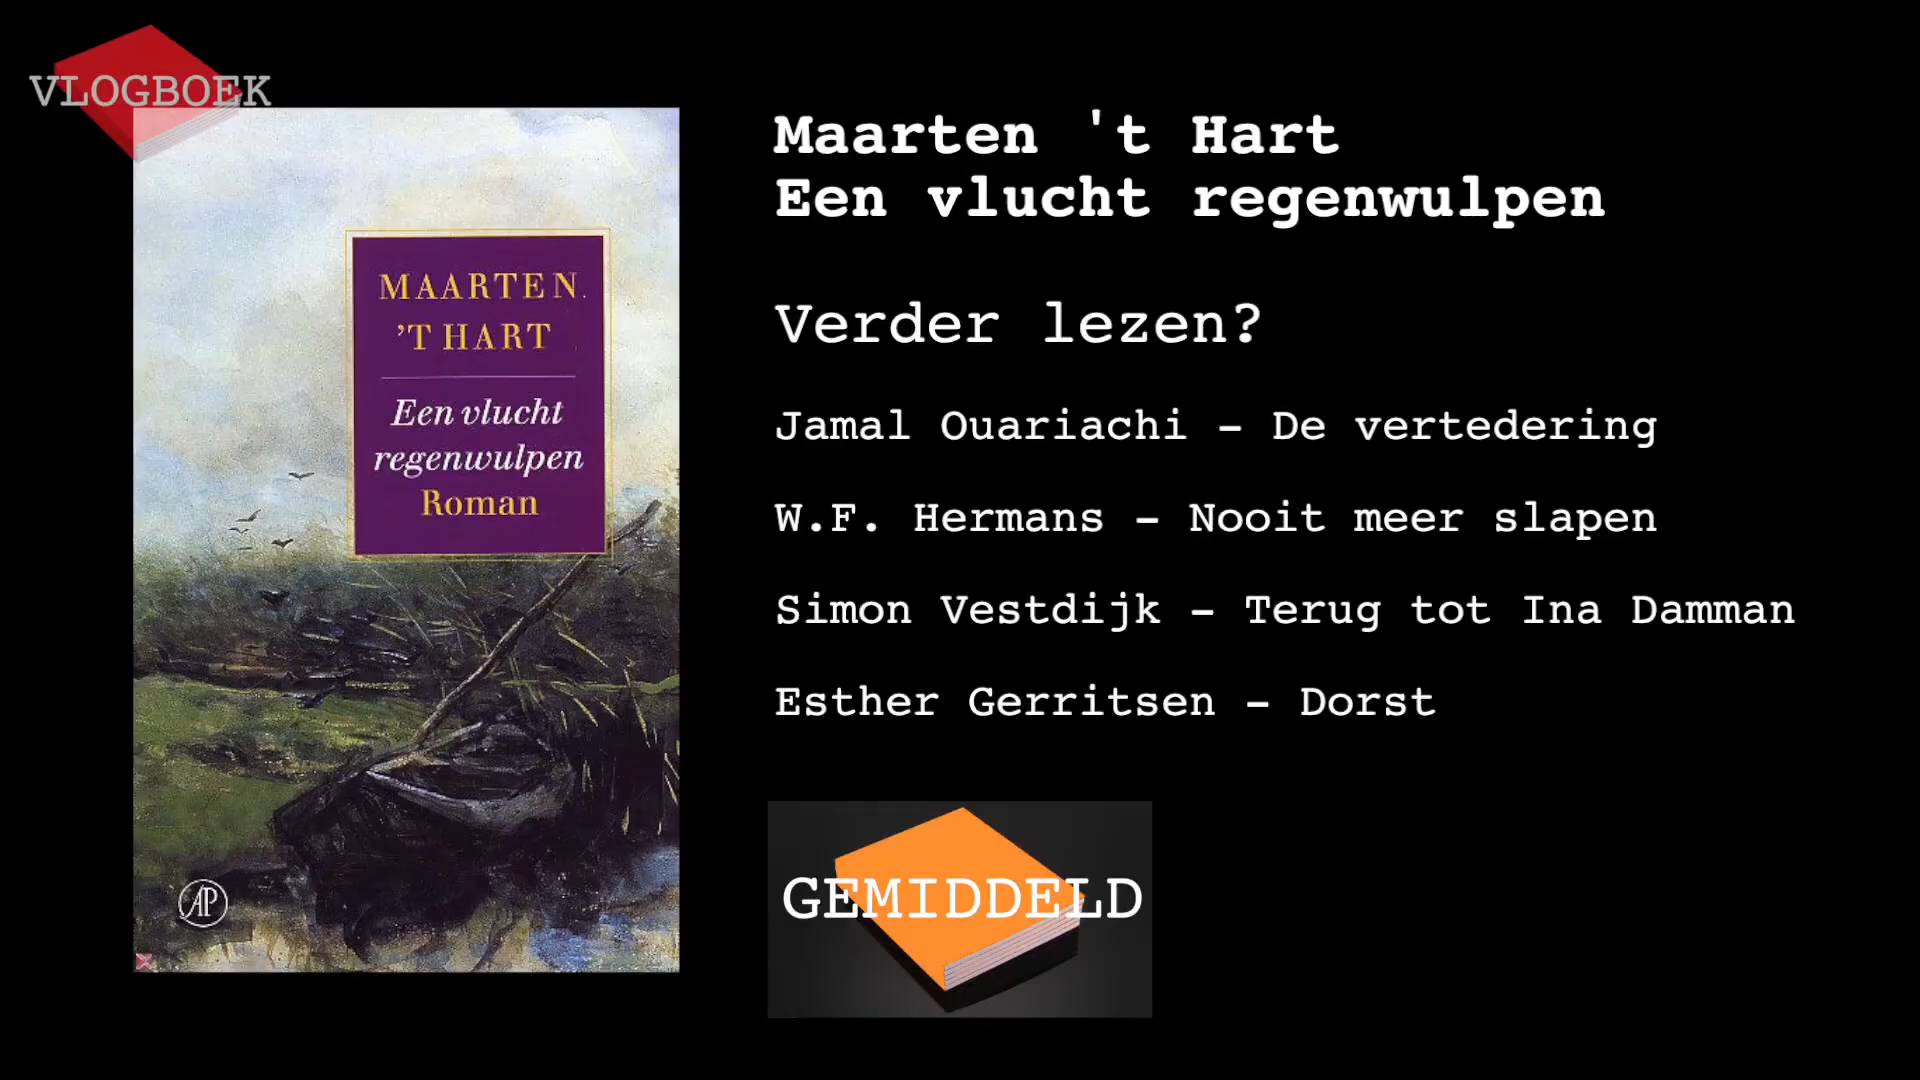 VLOGBOEK
MAARTEN
'T HART
Een vlucht
regenwulpen
Roman
AP
Maarten 't Hart
Een vlucht regenwulpen
Verder lezen?
Jamal Ouariachi – De vertedering
W.F. Hermans – Nooit meer slapen
Simon Vestdijk – Terug tot Ina Damman
Esther Gerritsen – Dorst
GEMIDDELD